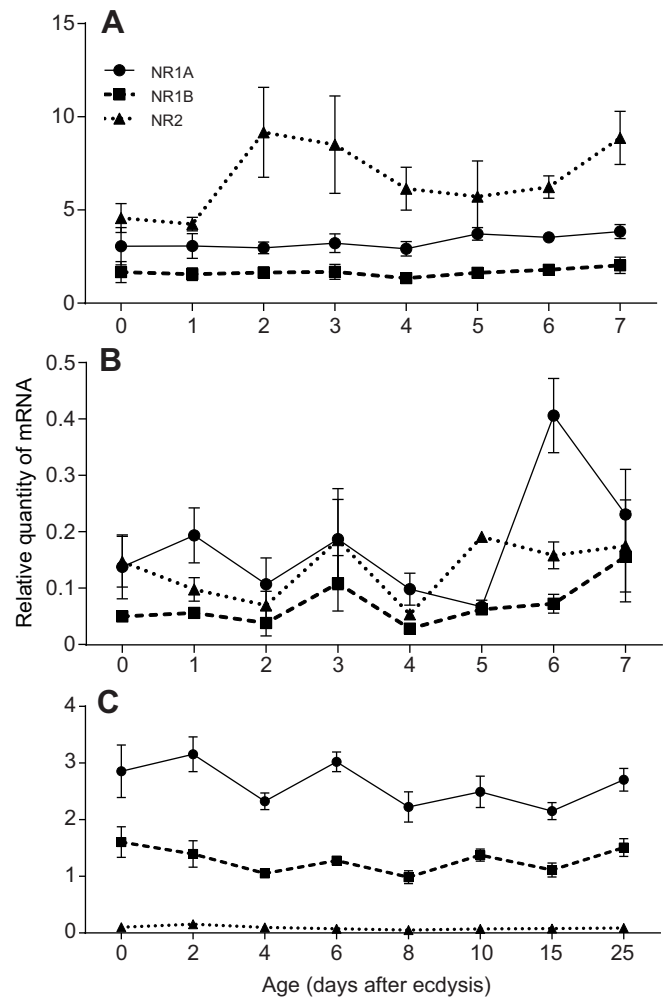 A
15
10
5
0
NR1A
NR1B
NR2
0 1 2 3 4 5 6 7
B
0.5
0.4
0.3
0.2
0.1
0
0 1 2 3 4 5 6 7
Relative quantity of mRNA
C
4
3
2
1
0
0 2 4 6 8 10 15 25
Age (days after ecdysis)